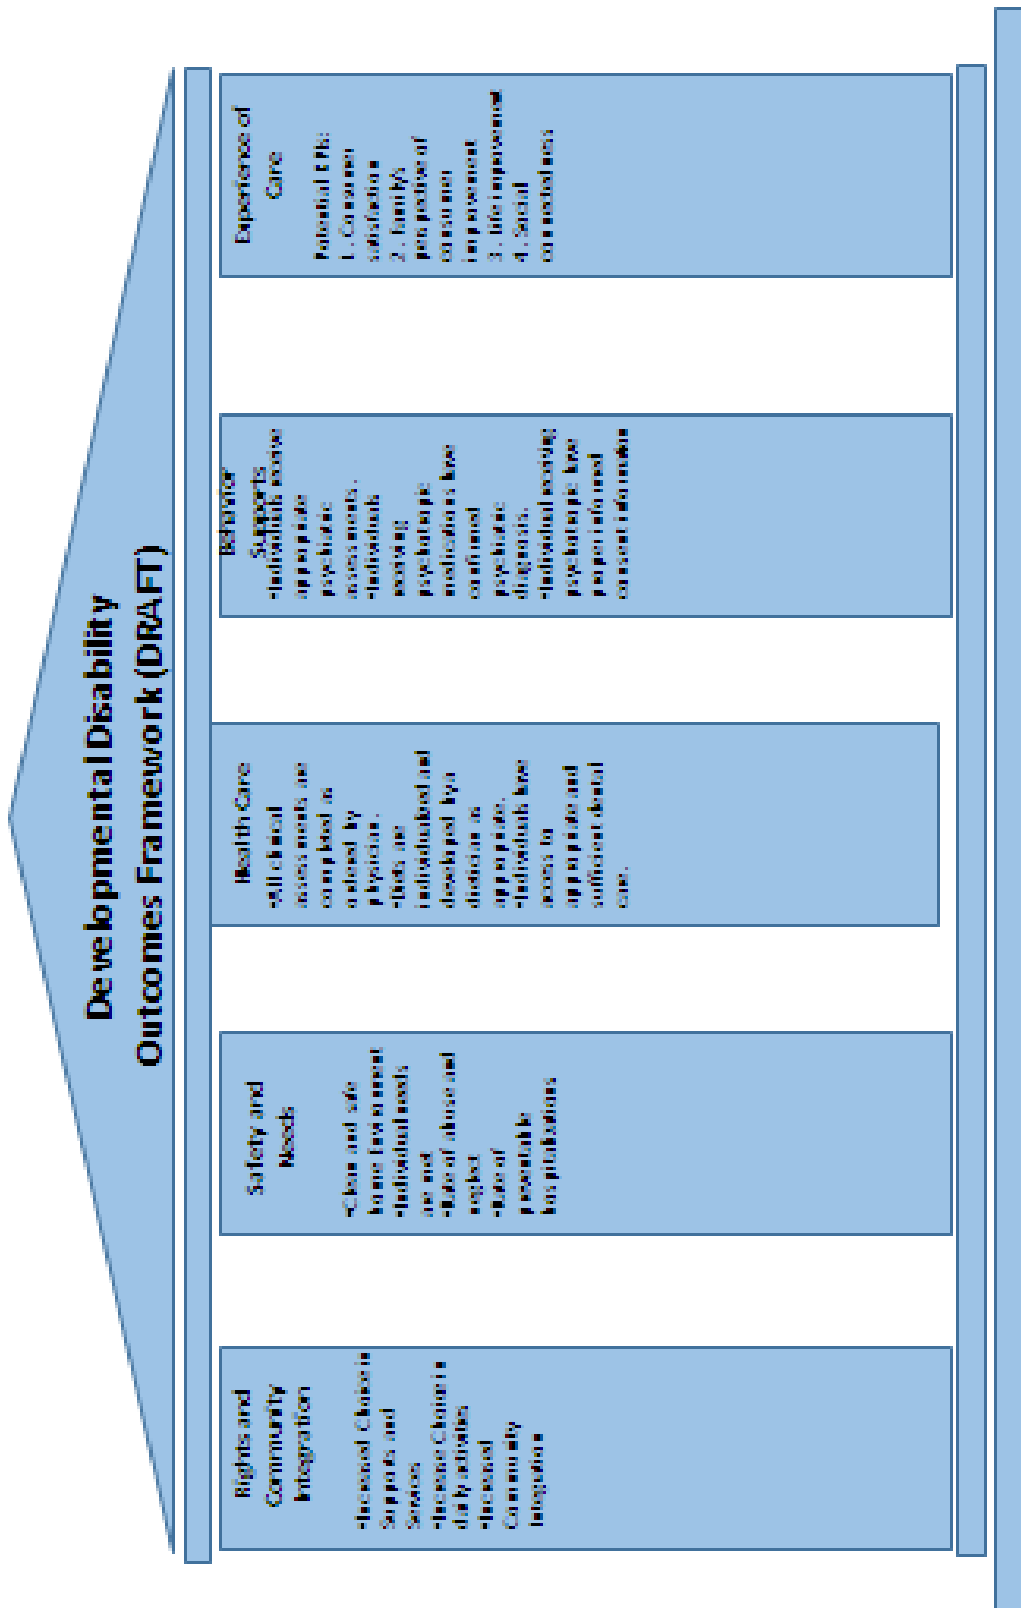 Developmental Disability
Outcomes Framework (DRAFT)
Rights and
Community
Integration
•Increased Choice in
Supports and
Services
•Increase Choice in
daily activities
•Increased
Community
Integration
Safety and
Needs
•Clean and safe
home Environment
•Individual needs
are met
•Rate of abuse and
neglect
•Rate of
preventable
hospitalizations
Health Care
•All clinical
assessments are
completed as
ordered by
physician.
•Diets are
individualized and
developed by a
dietician as
appropriate.
•Individuals have
access to
appropriate and
sufficient dental
care.
Behavior
Supports
•Individuals receive
appropriate
psychiatric
assessments.
•Individuals
receiving
psychotropic
medications have
confirmed
psychiatric
diagnosis.
•Individual receiving
psychotropic have
proper informed
consent information
Experience of
Care
Potential
1. Consumer
satisfaction
2. Family's
perspective of
consumer
improvement
3. Life improvement
4. Social
connectedness